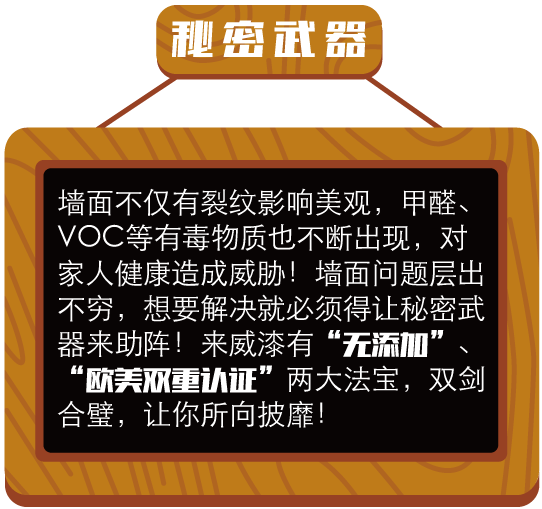 秘密武器
墙面不仅有裂纹影响美观，甲醛、
VOC等有毒物质也不断出现，对
家人健康造成威胁！墙面问题层出
不穷，想要解决就必须得让秘密武
器来助阵！来威漆有“无添加”、
“欧美双重认证”两大法宝，双剑
合璧，让你所向披靡！